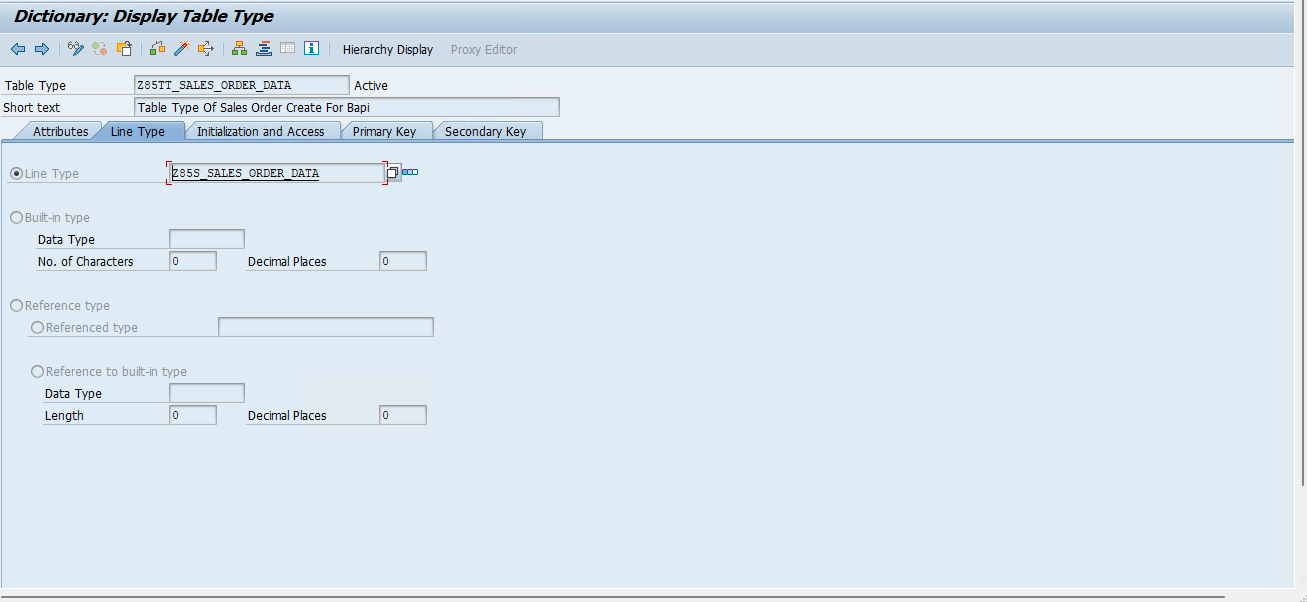 Dictionary: Display Table Type
Hierarchy Display Proxy Editor
Table Type Z85TT_SALES_ORDER_DATA Active
Short text Table Type Of Sales Order Create For Bapi
Attributes Line Type Initialization and Access Primary Key Secondary Key
Line Type Z85S_SALES_ORDER_DATA
Built-in type
Data Type
No. of Characters 0 Decimal Places 0
Reference type
Referenced type
Reference to built-in type
Data Type
Length 0 Decimal Places 0